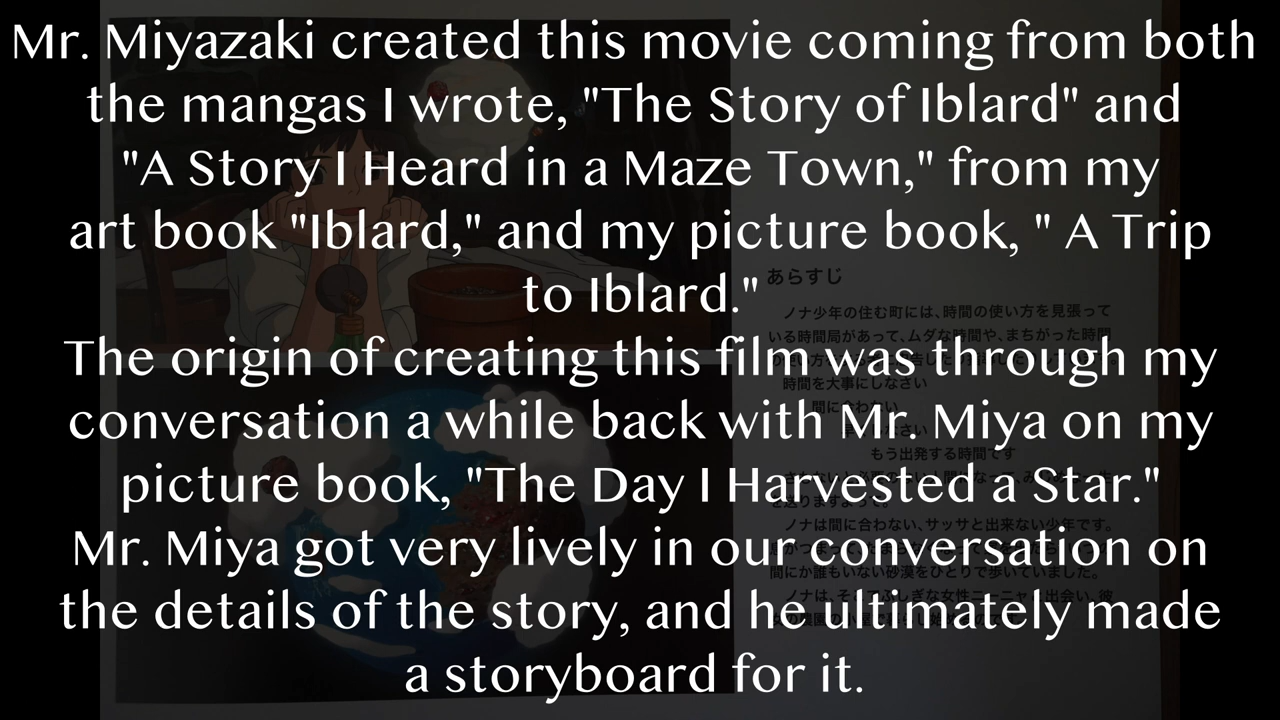 Mr. Miyazaki created this movie coming from both
the mangas I wrote, "The Story of Iblard" and
"A Story I Heard in a Maze Town," from my
art book "Iblard," and my picture book, " A Trip
to Iblard."
The origin of creating this film was through my
conversation a while back with Mr. Miya on my
picture book, "The Day I Harvested a Star."
Mr. Miya got very lively in our conversation on
the details of the story, and he ultimately made
a storyboard for it.
あらすじ
ノナ少年の住む町には、時間の使い方を見張って
いる時間局があって、ムダな時間や、まちがった時間
時間を大事にしなさい
間に合わない
もう出発する時間です
ノナは間に合わない、サッサと出来ない少年です。
間にか誰もいない砂漠をひとりで歩いていました。